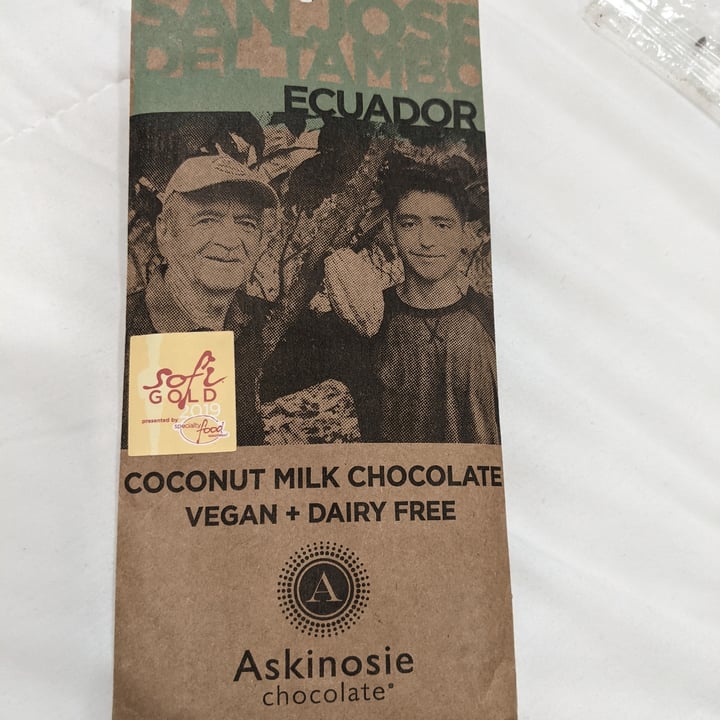 SAN JOSE
DEL TAMBO
ECUADOR
sofi
GOLD
2019
presented by
specialty
food
COCONUT MILK CHOCOLATE
VEGAN + DAIRY FREE
A
Askinosie
chocolate®